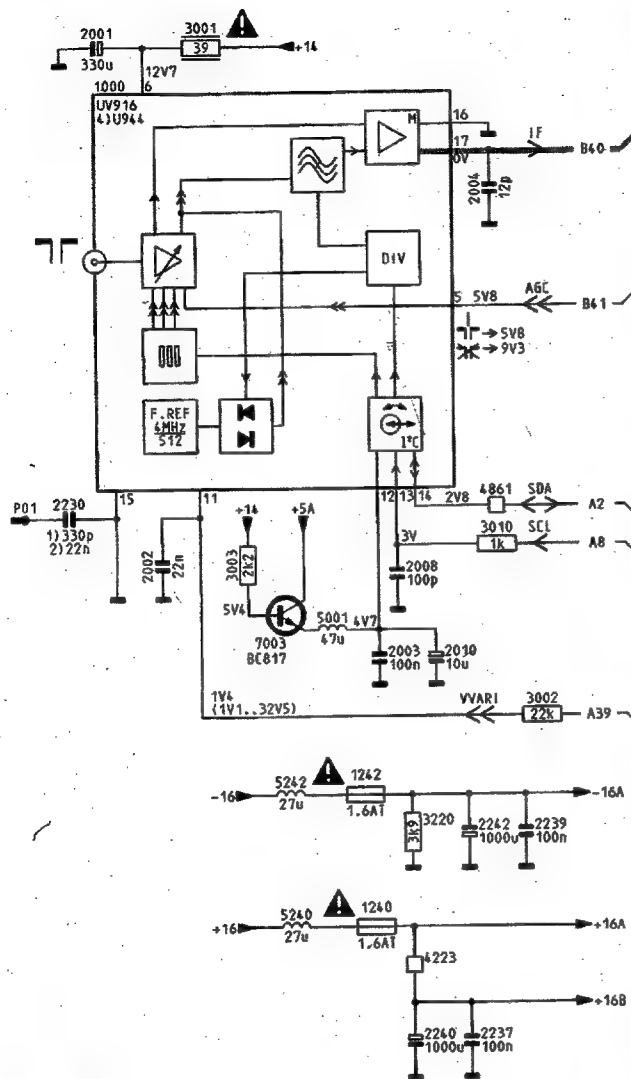 2001
330u
3001
39
+14
12V7
1000
6
UV916
4)U944
M
16
17
0V
IF
B40
2004
12p
DIV
5
5V8
AGC
B41
5V8
9V3
F.REF
4MHz
512
I²C
15
11
12
13
14
2V8
4861
SDA
A2
P01
2230
1)330p
2)22n
2002
22n
+14
+5A
3003
2k2
3V
3010
1k
SCL
A8
2008
100p
5V4
7003
BC817
5001
47u
4V7
2003
100n
2010
10u
1V4
(1V1..32V5)
VVARI
3002
22k
A39
-16
5242
27u
1242
1.6AT
-16A
3k9
3220
2242
1000u
2239
100n
+16
5240
27u
1240
1.6AT
+16A
4223
+16B
2240
1000u
2237
100n